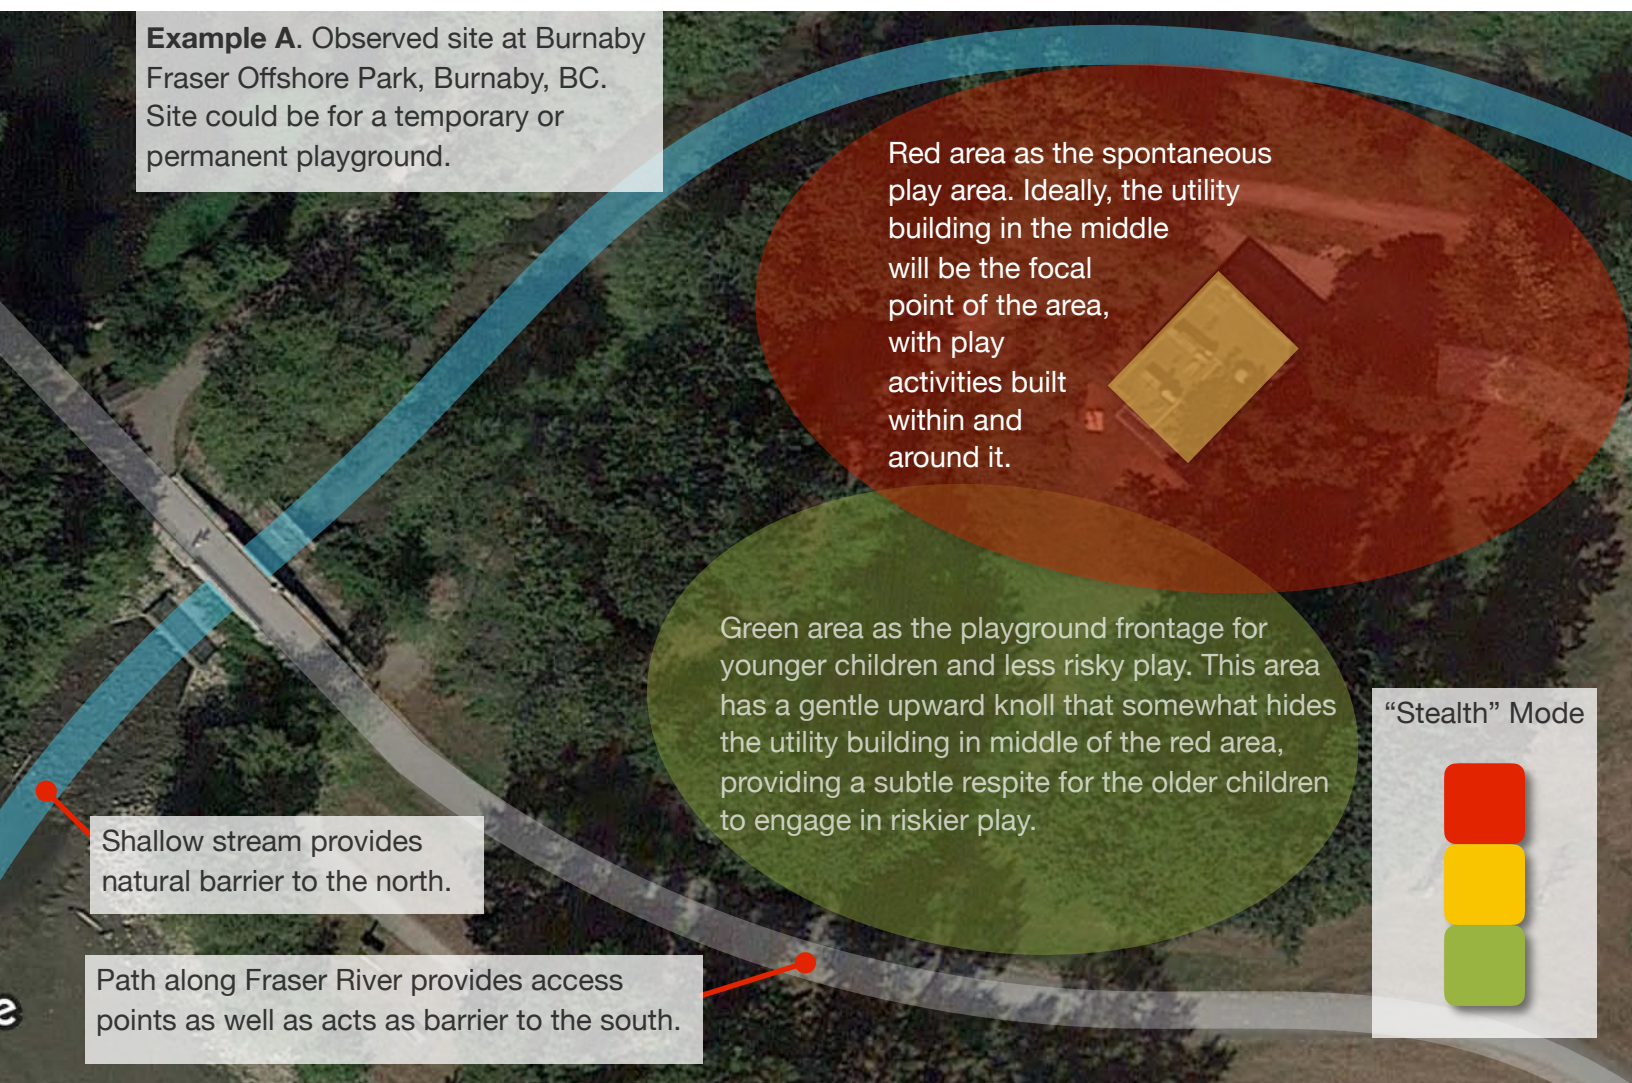 Example A. Observed site at Burnaby
Fraser Offshore Park, Burnaby, BC.
Site could be for a temporary or
permanent playground.
Red area as the spontaneous
play area. Ideally, the utility
building in the middle
will be the focal
point of the area,
with play
activities built
within and
around it.
Green area as the playground frontage for
younger children and less risky play. This area
has a gentle upward knoll that somewhat hides
the utility building in middle of the red area,
providing a subtle respite for the older children
to engage in riskier play.
“Stealth” Mode
Shallow stream provides
natural barrier to the north.
Path along Fraser River provides access
points as well as acts as barrier to the south.
e